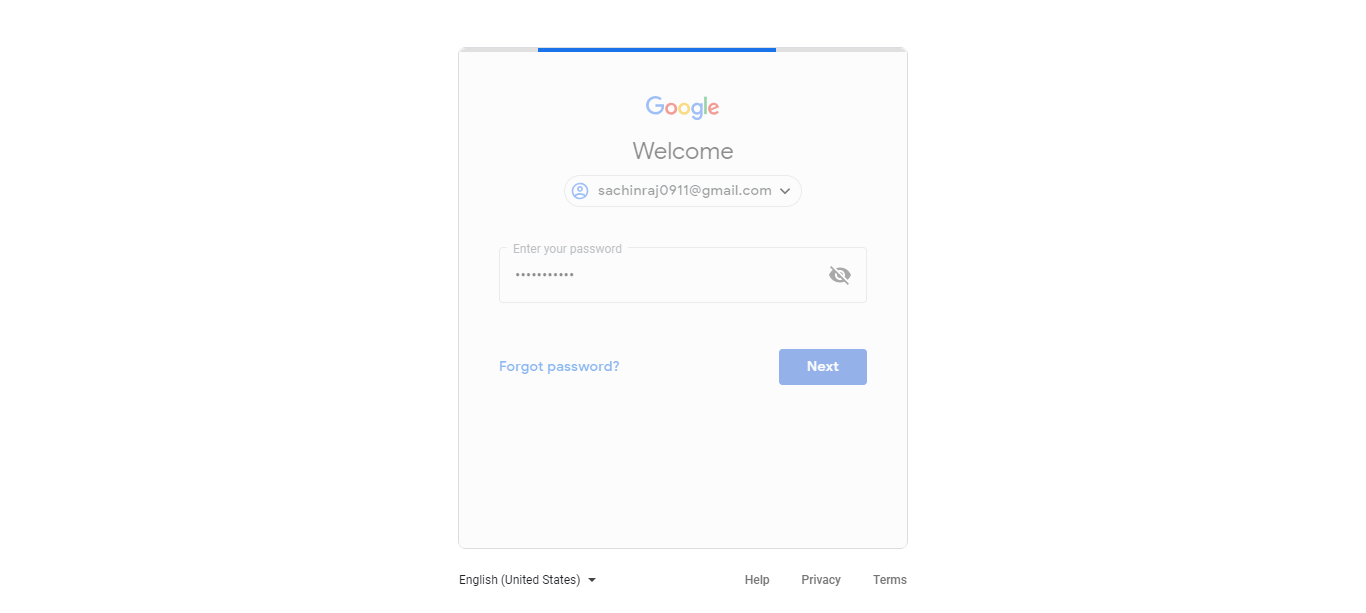 Google
Welcome
sachinraj0911@gmail.com
Enter your password
•••••••••••
Forgot password?
Next
English (United States)
Help
Privacy
Terms